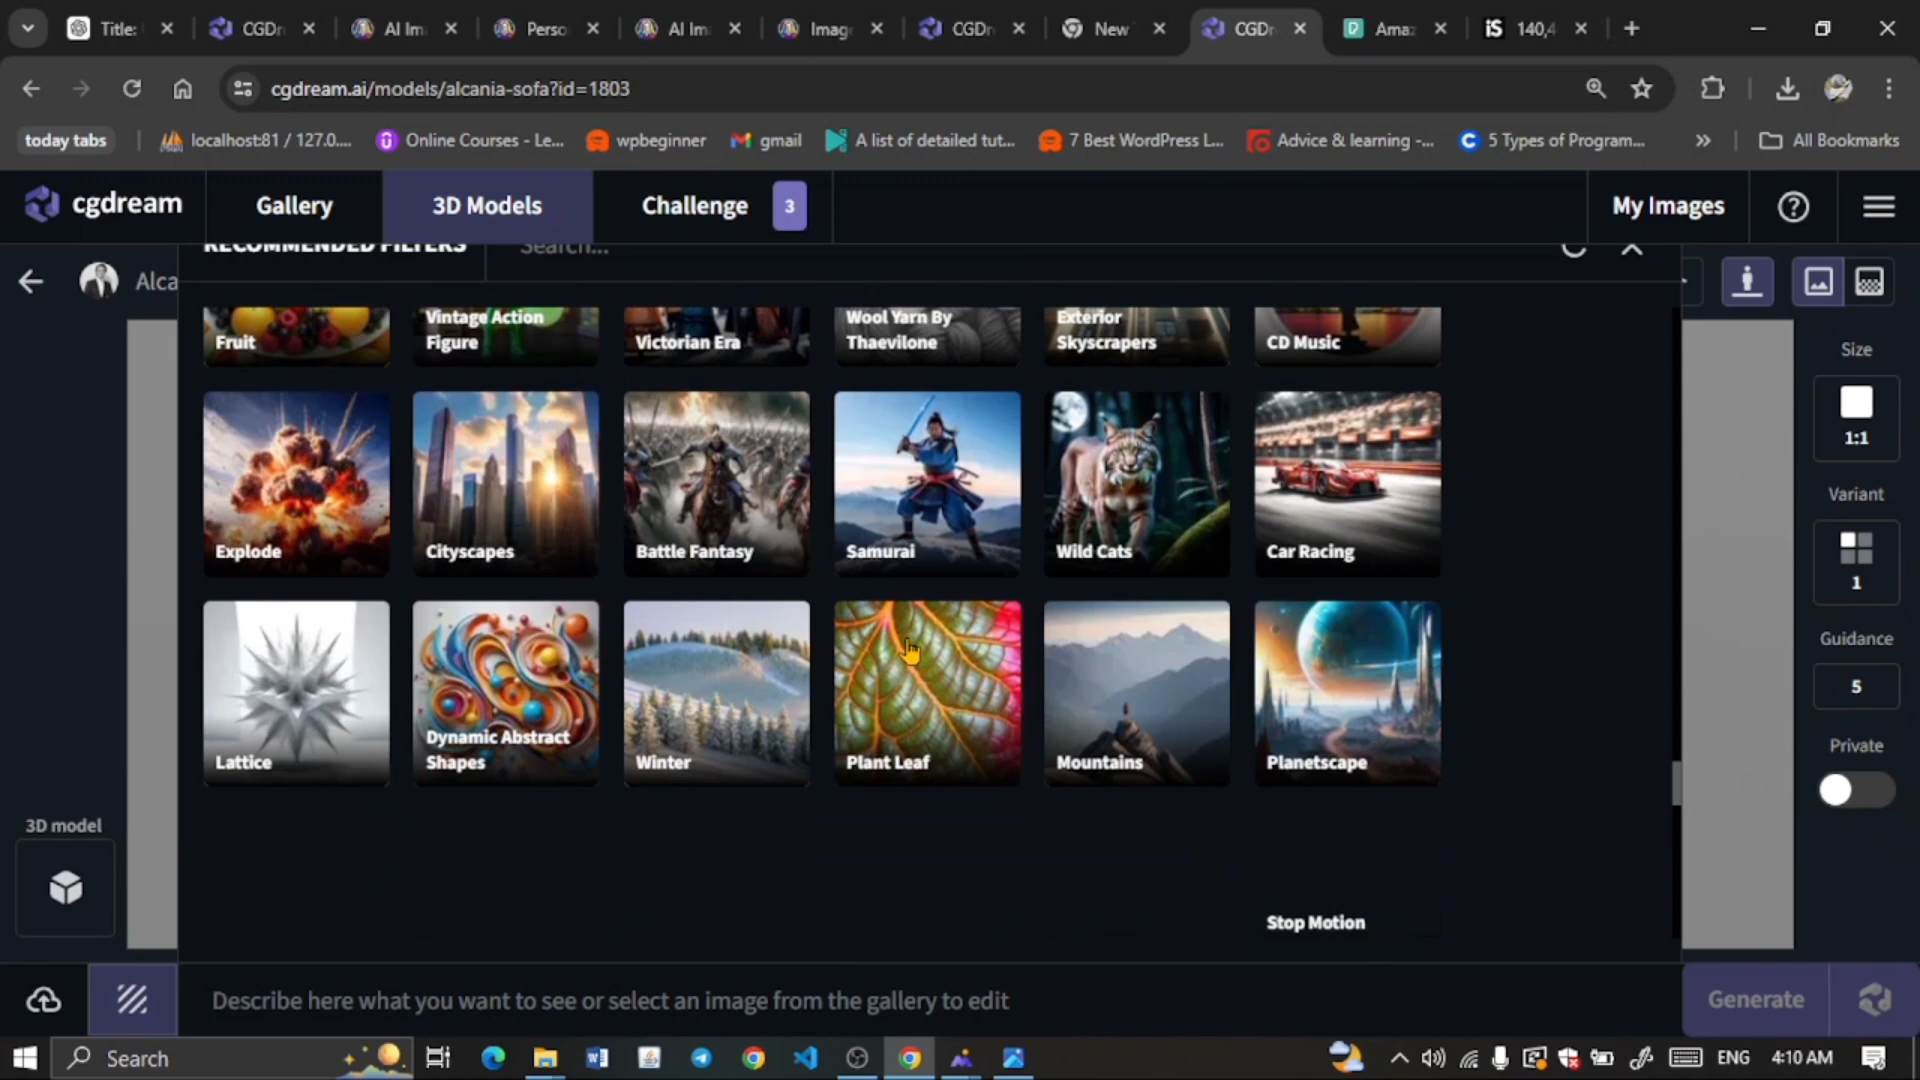 Title:
CGDr
AI Im
Perso
AI Im
Imag
CGDr
New
CGDr
Ama
iS 140,4
cgdream.ai/models/alcania-sofa?id=1803
today tabs
localhost:81 / 127.0....
Online Courses - Le...
wpbeginner
gmail
A list of detailed tut...
7 Best WordPress L...
Advice & learning -...
5 Types of Program...
All Bookmarks
cgdream
Gallery
3D Models
Challenge
3
My Images
RECOMMENDED FILTERS
Search...
Alca
Fruit
Vintage Action
Figure
Victorian Era
Wool Yarn By
Thaevilone
Exterior
Skyscrapers
CD Music
Size
1:1
Explode
Cityscapes
Battle Fantasy
Samurai
Wild Cats
Car Racing
Variant
1
Guidance
5
Lattice
Dynamic Abstract
Shapes
Winter
Plant Leaf
Mountains
Planetscape
Private
3D model
Stop Motion
Describe here what you want to see or select an image from the gallery to edit
Generate
Search
ENG
4:10 AM